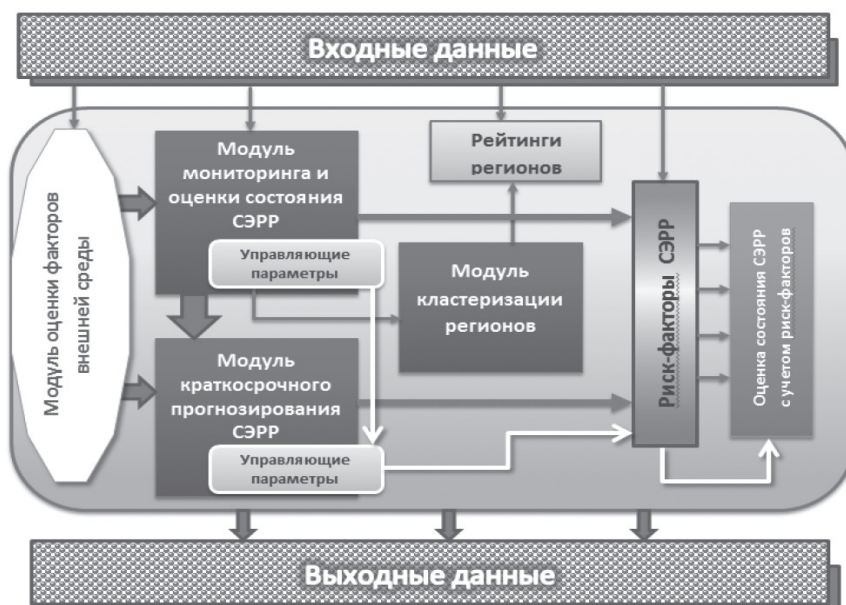 Входные данные
Модуль оценки факторов
внешней среды
Модуль
мониторинга и
оценки состояния
СЭРР
Управляющие
параметры
Рейтинги
регионов
Модуль
кластеризации
регионов
Модуль
краткосрочного
прогнозирования
СЭРР
Управляющие
параметры
Риск-факторы СЭРР
Оценка состояния СЭРР
с учетом риск-факторов
Выходные данные